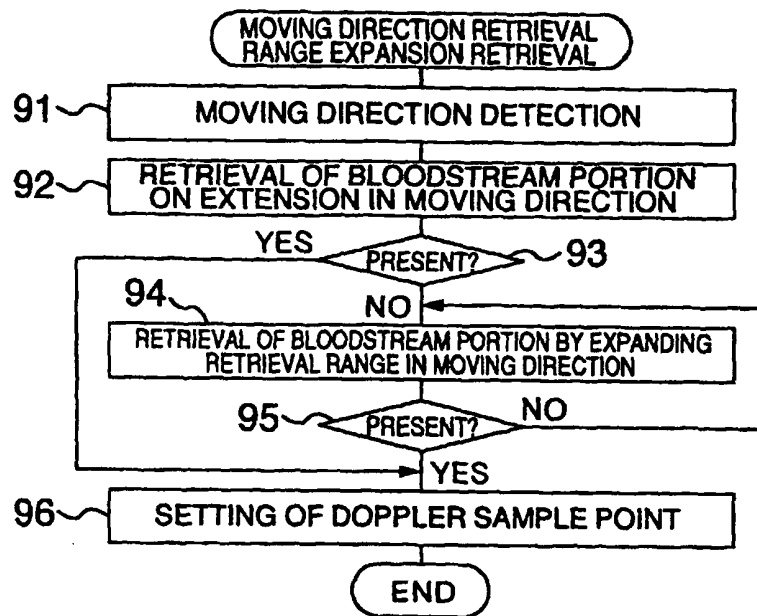 MOVING DIRECTION RETRIEVAL
RANGE EXPANSION RETRIEVAL
91
MOVING DIRECTION DETECTION
92
RETRIEVAL OF BLOODSTREAM PORTION
ON EXTENSION IN MOVING DIRECTION
YES
PRESENT?
93
NO
94
RETRIEVAL OF BLOODSTREAM PORTION BY EXPANDING
RETRIEVAL RANGE IN MOVING DIRECTION
95
PRESENT?
NO
YES
96
SETTING OF DOPPLER SAMPLE POINT
END